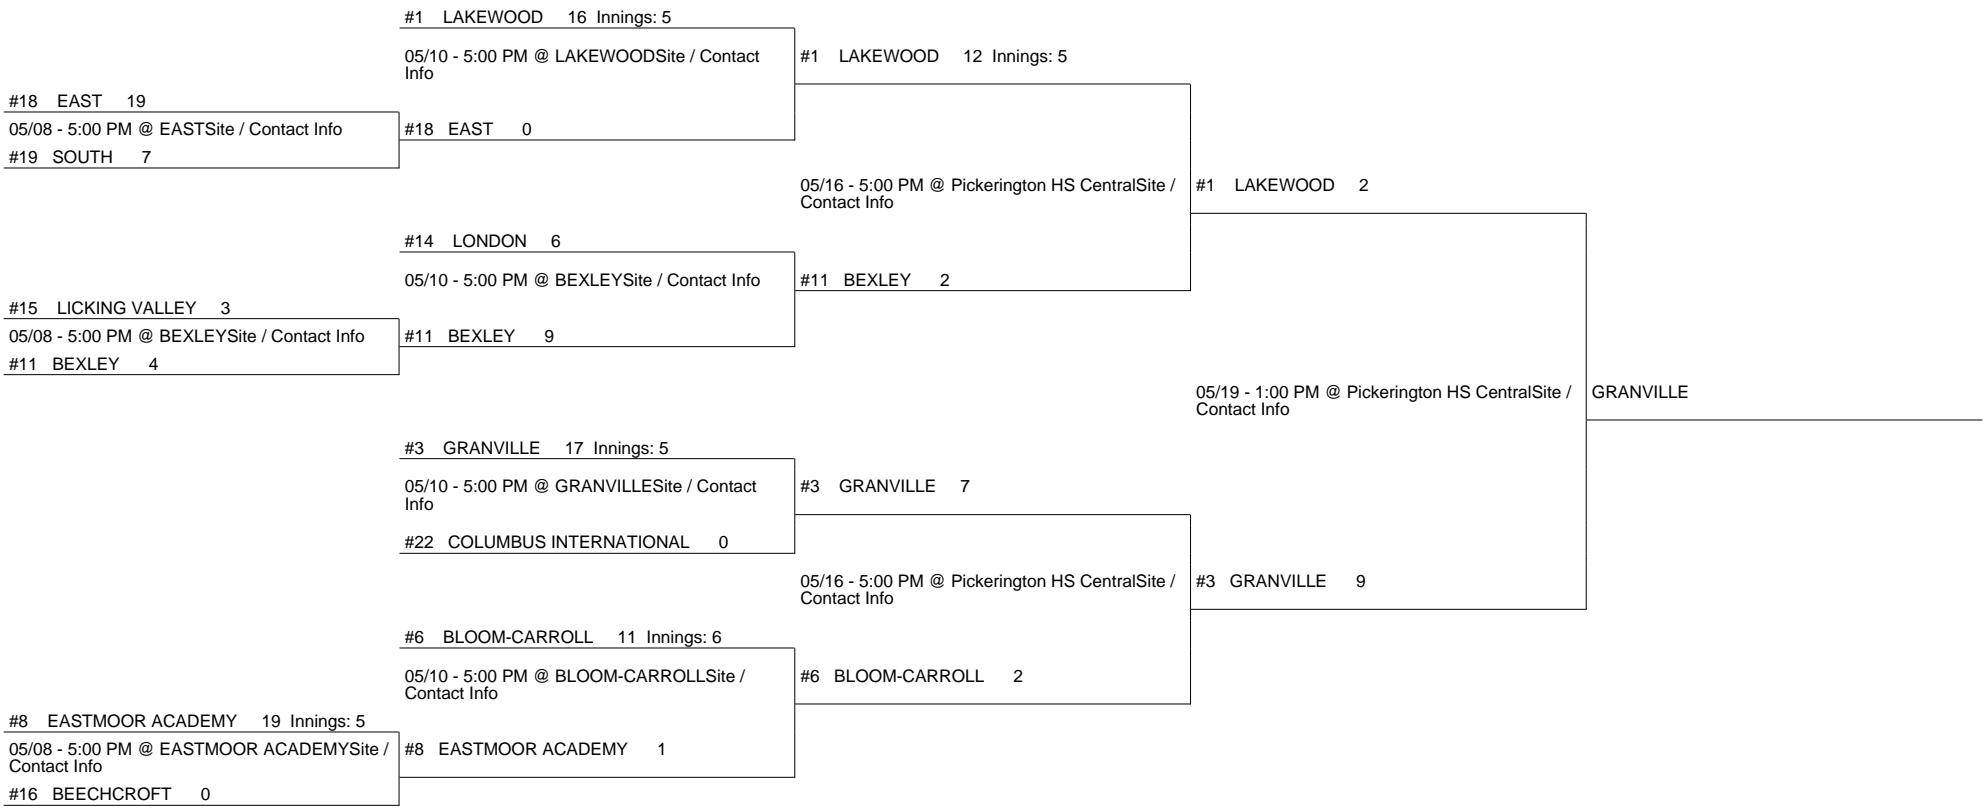 #1 LAKEWOOD 16 Innings: 5
05/10 - 5:00 PM @ LAKEWOODSite / Contact
Info
#1 LAKEWOOD 12 Innings: 5
#18 EAST 19
05/08 - 5:00 PM @ EASTSite / Contact Info
#18 EAST 0
#19 SOUTH 7
05/16 - 5:00 PM @ Pickerington HS CentralSite /
Contact Info
#1 LAKEWOOD 2
#14 LONDON 6
05/10 - 5:00 PM @ BEXLEYSite / Contact Info
#11 BEXLEY 2
#15 LICKING VALLEY 3
05/08 - 5:00 PM @ BEXLEYSite / Contact Info
#11 BEXLEY 9
#11 BEXLEY 4
05/19 - 1:00 PM @ Pickerington HS CentralSite /
Contact Info
GRANVILLE
#3 GRANVILLE 17 Innings: 5
05/10 - 5:00 PM @ GRANVILLESite / Contact
Info
#3 GRANVILLE 7
#22 COLUMBUS INTERNATIONAL 0
05/16 - 5:00 PM @ Pickerington HS CentralSite /
Contact Info
#3 GRANVILLE 9
#6 BLOOM-CARROLL 11 Innings: 6
05/10 - 5:00 PM @ BLOOM-CARROLLSite /
Contact Info
#6 BLOOM-CARROLL 2
#8 EASTMOOR ACADEMY 19 Innings: 5
05/08 - 5:00 PM @ EASTMOOR ACADEMYSite /
Contact Info
#8 EASTMOOR ACADEMY 1
#16 BEECHCROFT 0